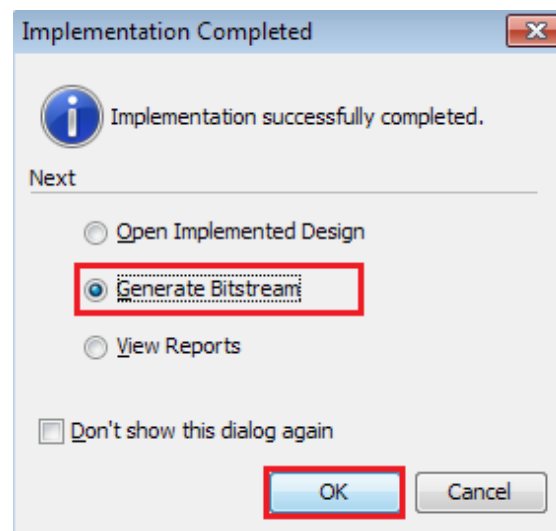 Implementation Completed
Implementation successfully completed.
Next
Open Implemented Design
Generate Bitstream
View Reports
Don't show this dialog again
OK Cancel